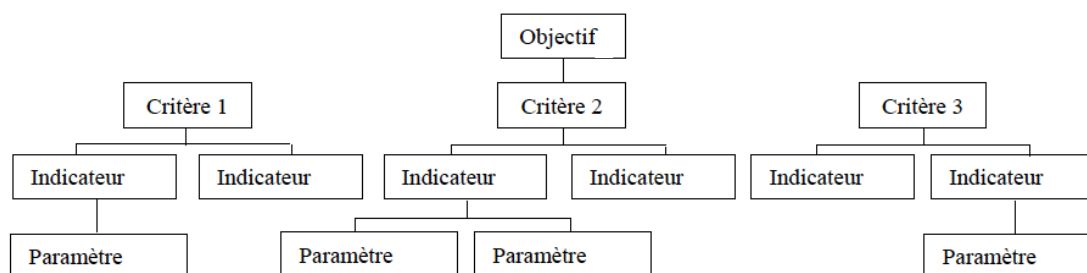 Objectif
Critère 1
Critère 2
Critère 3
Indicateur
Indicateur
Indicateur
Indicateur
Indicateur
Indicateur
Paramètre
Paramètre
Paramètre
Paramètre